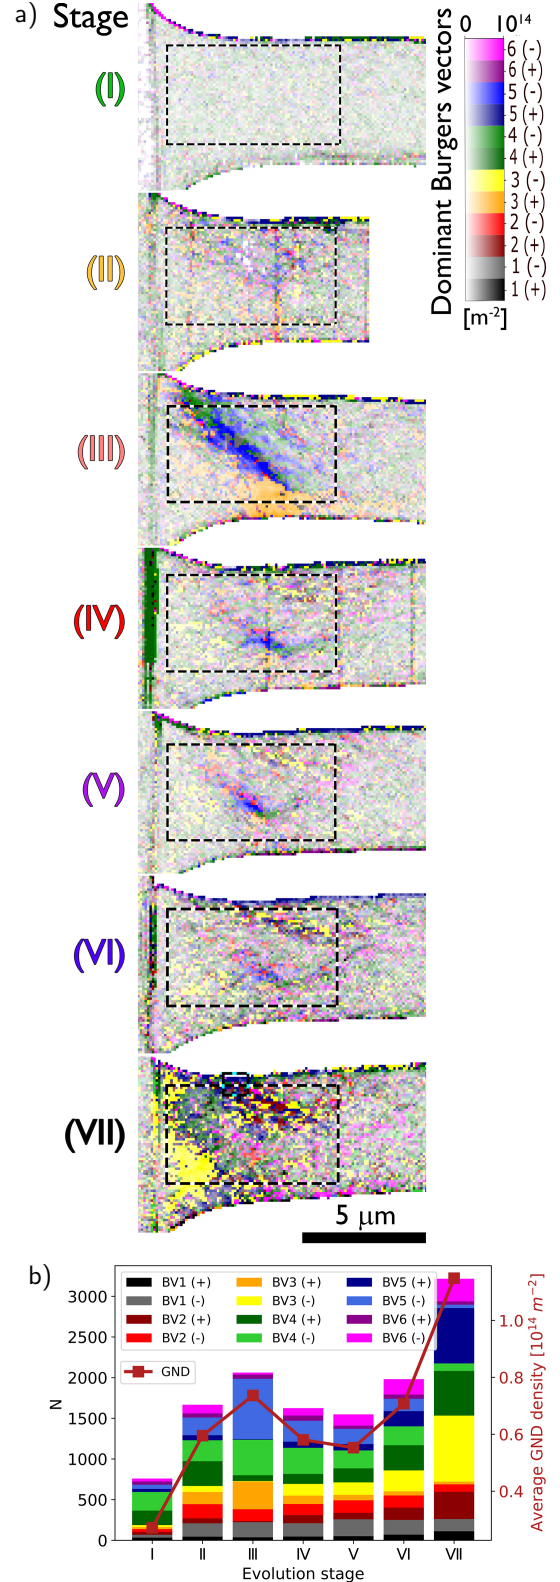 a) Stage
(I)
(II)
(III)
(IV)
(V)
(VI)
(VII)
Dominant Burgers vectors
0 10¹⁴
6 (-)
6 (+)
5 (-)
5 (+)
4 (-)
4 (+)
3 (-)
3 (+)
2 (-)
2 (+)
1 (-)
1 (+)
[m⁻²]
5 μm
b)
BV1 (+) BV3 (+) BV5 (+)
BV1 (-) BV3 (-) BV5 (-)
BV2 (+) BV4 (+) BV6 (+)
BV2 (-) BV4 (-) BV6 (-)
GND
N
3000
2500
2000
1500
1000
500
0
I II III IV V VI VII
Evolution stage
1.0
0.8
0.6
0.4
Average GND density [10¹⁴ m⁻²]